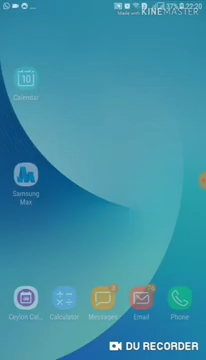 37% 22:20
Made with KINEMASTER
10
Calendar
Samsung
Max
Ceylon Cal...
Calculator
Messages
Email
Phone
DU RECORDER